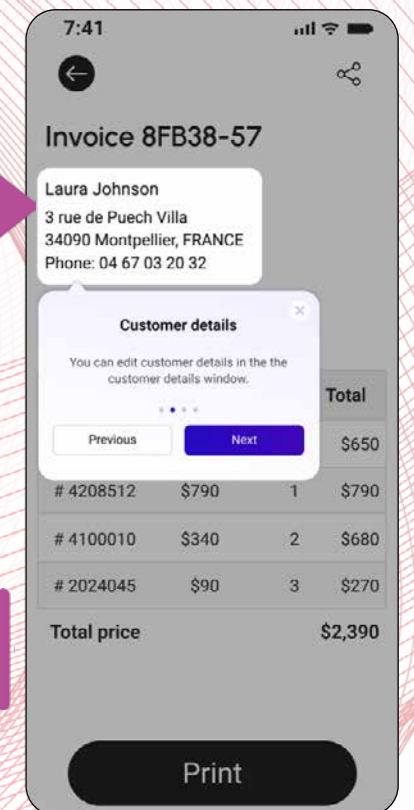 7:41
Invoice 8FB38-57
Laura Johnson
3 rue de Puech Villa
34090 Montpellier, FRANCE
Phone: 04 67 03 20 32
Customer details
You can edit customer details in the the
customer details window.
Previous Next
Total
$650
# 4208512 $790 1 $790
# 4100010 $340 2 $680
# 2024045 $90 3 $270
Total price $2,390
Print